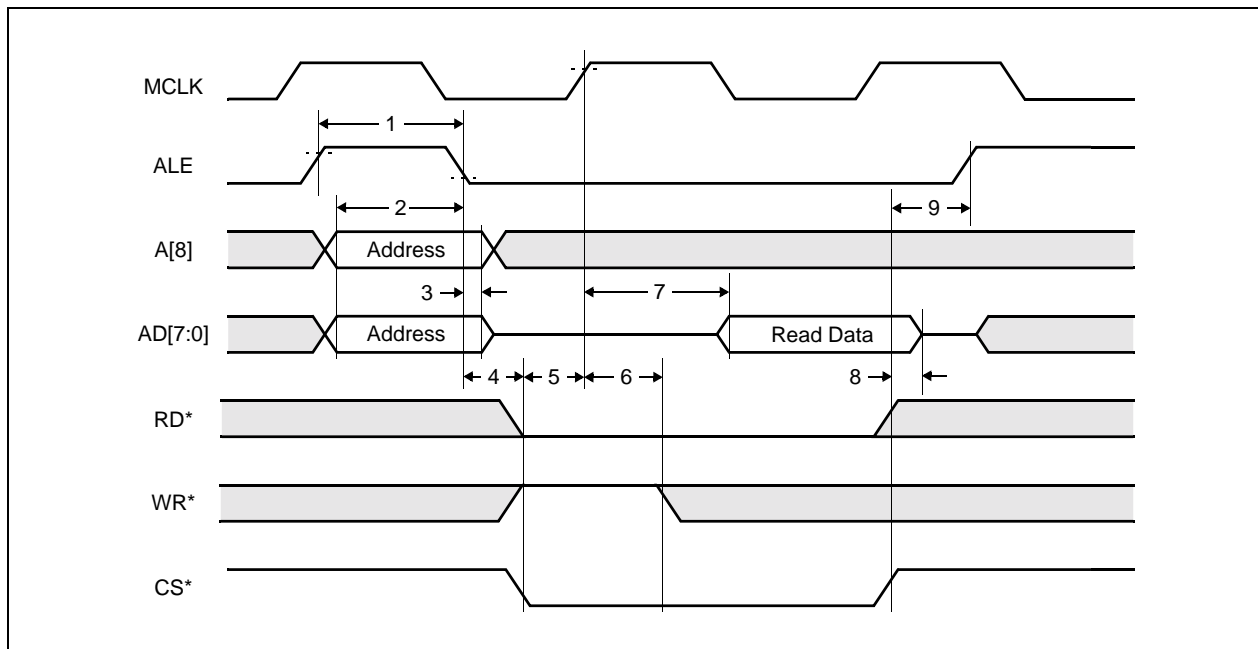 MCLK
1
ALE
2
9
A[8]
Address
3
7
AD[7:0]
Address
Read Data
4
5
6
8
RD*
WR*
CS*